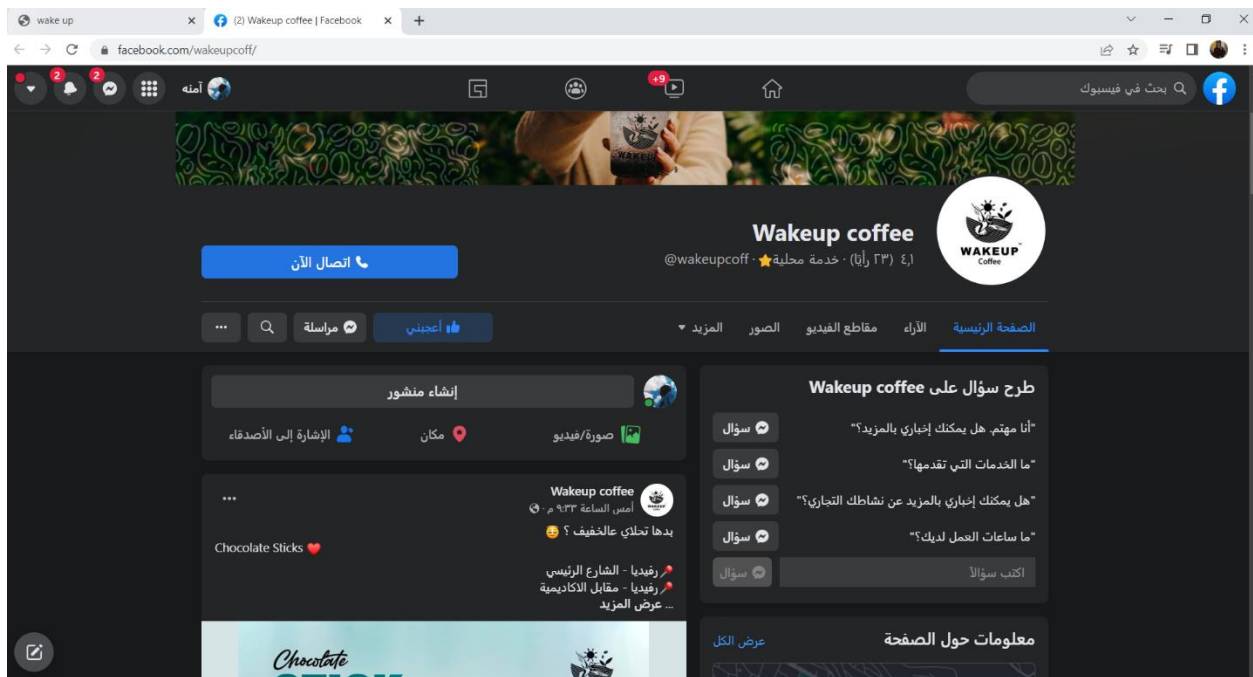 wake up
(2) Wakeup coffee | Facebook
facebook.com/wakeupcoff/
بحث في فيسبوك
+9
آمنه
2
2
WAKEUP
WAKEUP
Coffee
Wakeup coffee
٤,١ (٢٣ رأيًا) · خدمة محلية · @wakeupcoff
اتصال الآن
الصفحة الرئيسية
الآراء
مقاطع الفيديو
الصور
المزيد
أعجبني
مراسلة
طرح سؤال على Wakeup coffee
"أنا مهتم. هل يمكنك إخباري بالمزيد؟"
سؤال
"ما الخدمات التي تقدمها؟"
سؤال
"هل يمكنك إخباري بالمزيد عن نشاطك التجاري؟"
سؤال
"ما ساعات العمل لديك؟"
سؤال
اكتب سؤالاً
سؤال
معلومات حول الصفحة
عرض الكل
إنشاء منشور
صورة/فيديو
مكان
الإشارة إلى الأصدقاء
Wakeup coffee
أمس الساعة ٩:٣٣ م
بدها تحلاي عالخفيف ؟ 😳
Chocolate Sticks ❤️
📍رفيديا - الشارع الرئيسي
📍رفيديا - مقابل الاكاديمية
... عرض المزيد
Chocolate
STICK